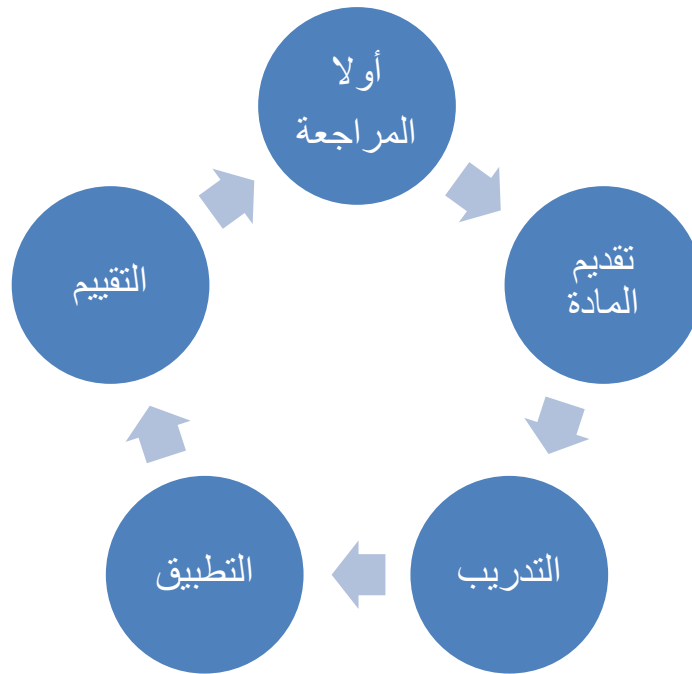 أولا
المراجعة
تقديم
المادة
التدريب
التطبيق
التقييم